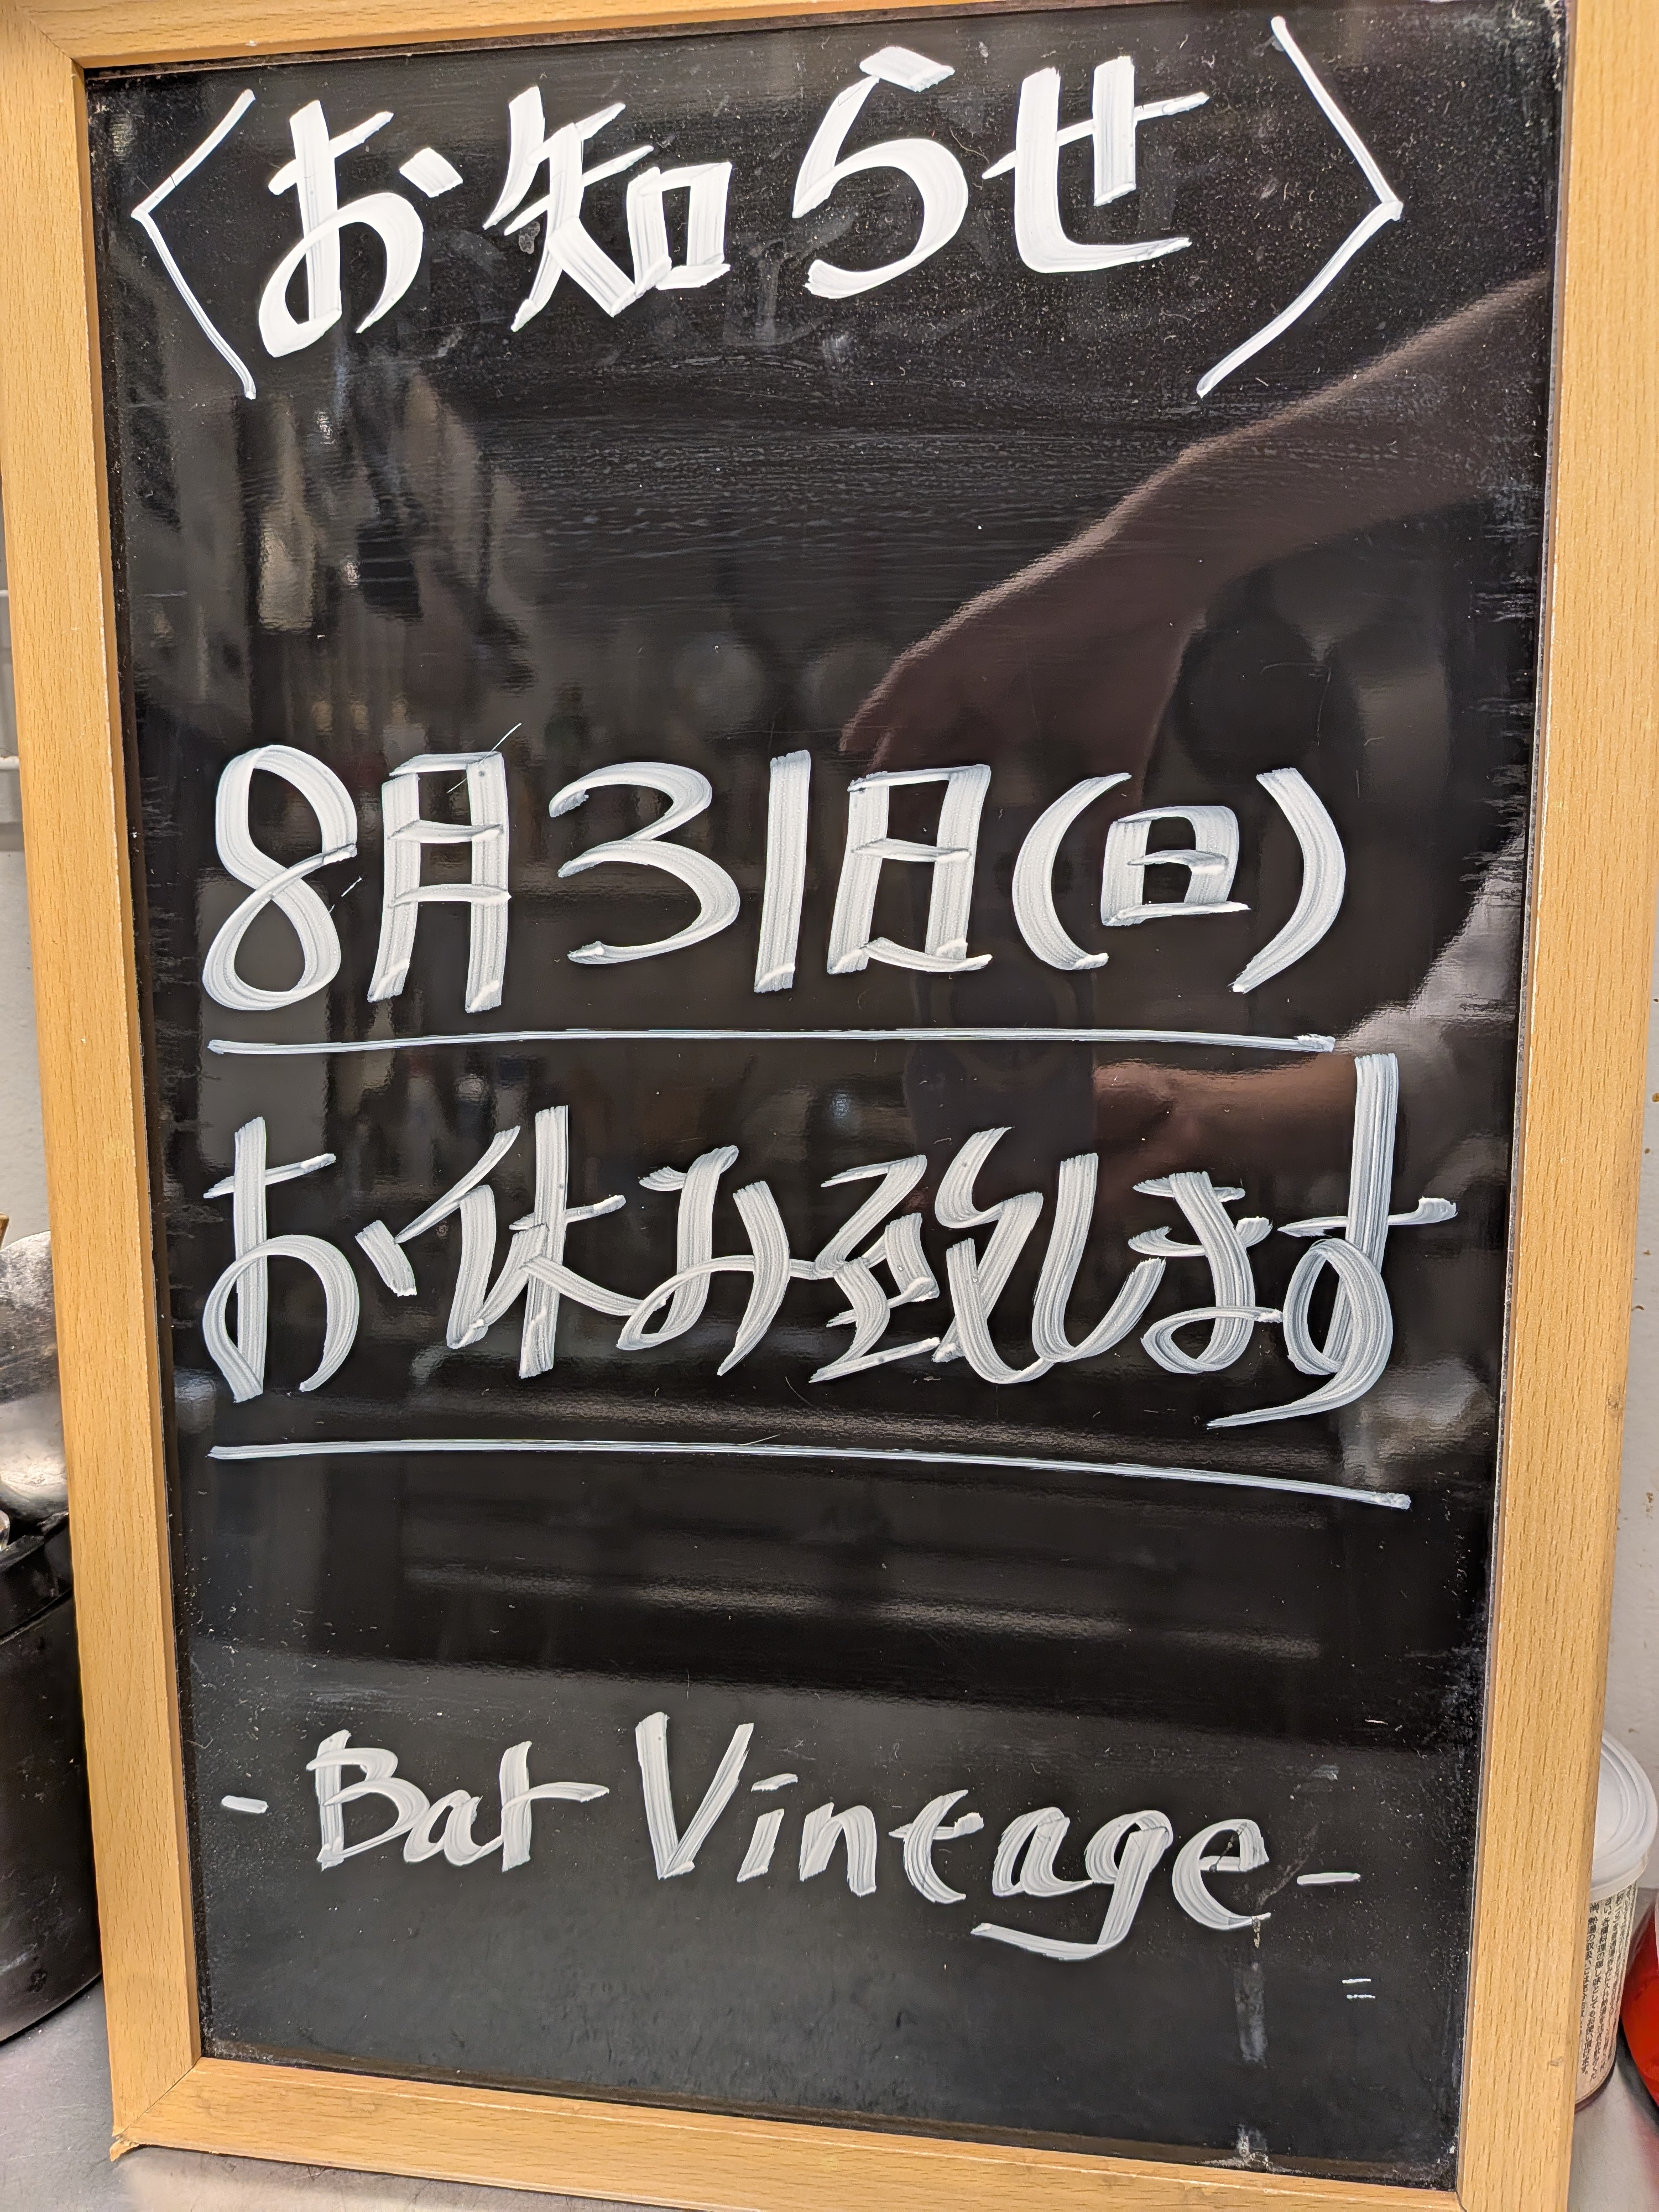 〈お知らせ〉
8月31日(日)
お休み致します
- Bar Vintage -